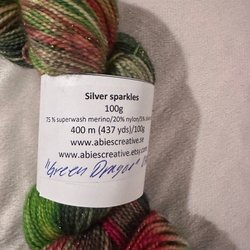 Silver sparkles
100g
75 % superwash merino/20% nylon/5%
400 m (437 yds)/100g
www.abiescreative.se
www.abiescreative.etsy.com
"Green Dragon"